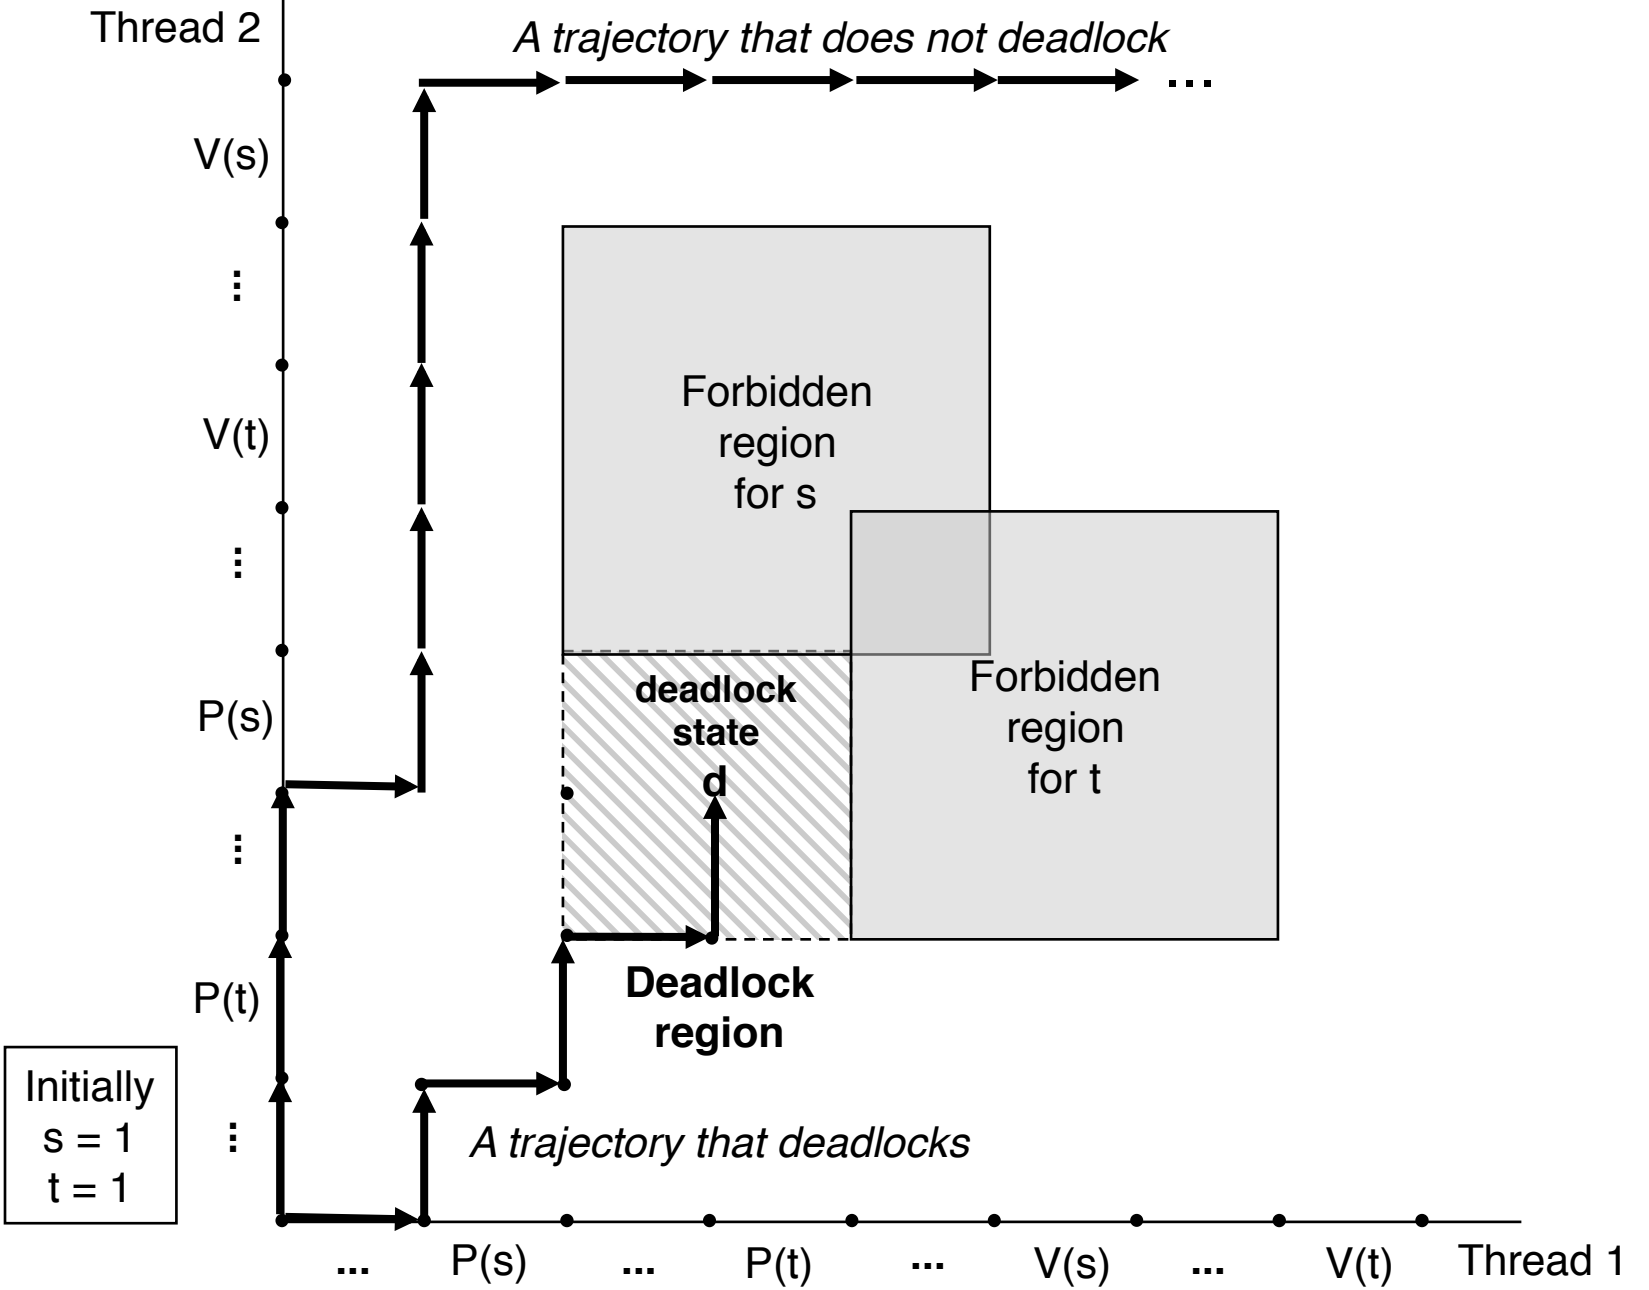 Thread 2
A trajectory that does not deadlock
...
V(s)
...
V(t)
...
P(s)
...
P(t)
...
Forbidden
region
for s
deadlock
state
d
Forbidden
region
for t
Deadlock
region
Initially
s = 1
t = 1
A trajectory that deadlocks
... P(s) ... P(t) ... V(s) ... V(t) Thread 1